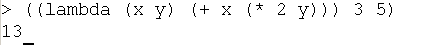 > ((lambda (x y) (+ x (* 2 y))) 3 5)
13_